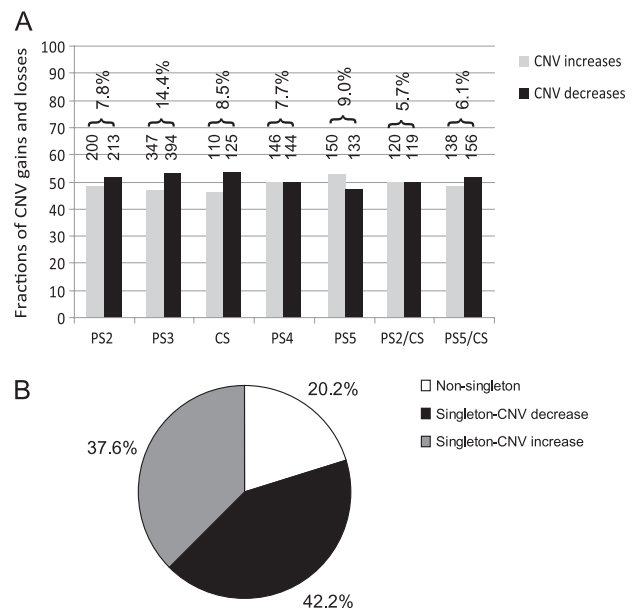 A
Fractions of CNV gains and losses
100
90
80
70
60
50
40
30
20
10
0
7.8%
14.4%
8.5%
7.7%
9.0%
5.7%
6.1%
200
213
347
394
110
125
146
144
150
133
120
119
138
156
PS2
PS3
CS
PS4
PS5
PS2/CS
PS5/CS
CNV increases
CNV decreases
B
20.2%
37.6%
42.2%
Non-singleton
Singleton-CNV decrease
Singleton-CNV increase